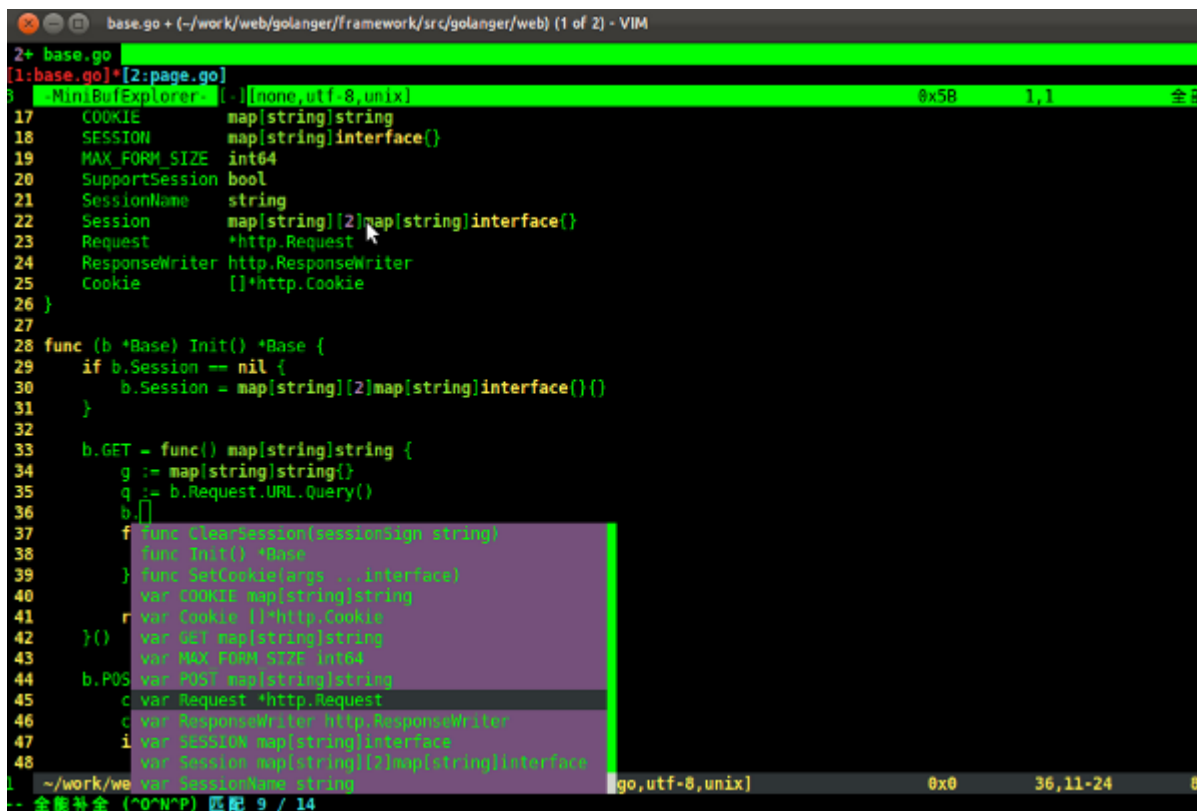 base.go + (~/work/web/golanger/framework/src/golanger/web) (1 of 2) - VIM
2+ base.go
[1:base.go]*[2:page.go]
-MiniBufExplorer- [-][none,utf-8,unix] 0x5B 1,1 全
17 COOKIE map[string]string
18 SESSION map[string]interface{}
19 MAX_FORM_SIZE int64
20 SupportSession bool
21 SessionName string
22 Session map[string][2]map[string]interface{}
23 Request *http.Request
24 ResponseWriter http.ResponseWriter
25 Cookie []*http.Cookie
26 }
27
28 func (b *Base) Init() *Base {
29 if b.Session == nil {
30 b.Session = map[string][2]map[string]interface{}{}
31 }
32
33 b.GET = func() map[string]string {
34 g := map[string]string{}
35 q := b.Request.URL.Query()
36 b.
37 f func ClearSession(sessionSign string)
38 func Init() *Base
39 } func SetCookie(args ...interface)
40 var COOKIE map[string]string
41 r var Cookie []*http.Cookie
42 }() var GET map[string]string
43 var MAX_FORM_SIZE int64
44 b.POS var POST map[string]string
45 c var Request *http.Request
46 c var ResponseWriter http.ResponseWriter
47 i var SESSION map[string]interface
48 var Session map[string][2]map[string]interface
~/work/we var SessionName string go,utf-8,unix] 0x0 36,11-24
-- 全能补全 (^O^N^P) 匹配 9 / 14